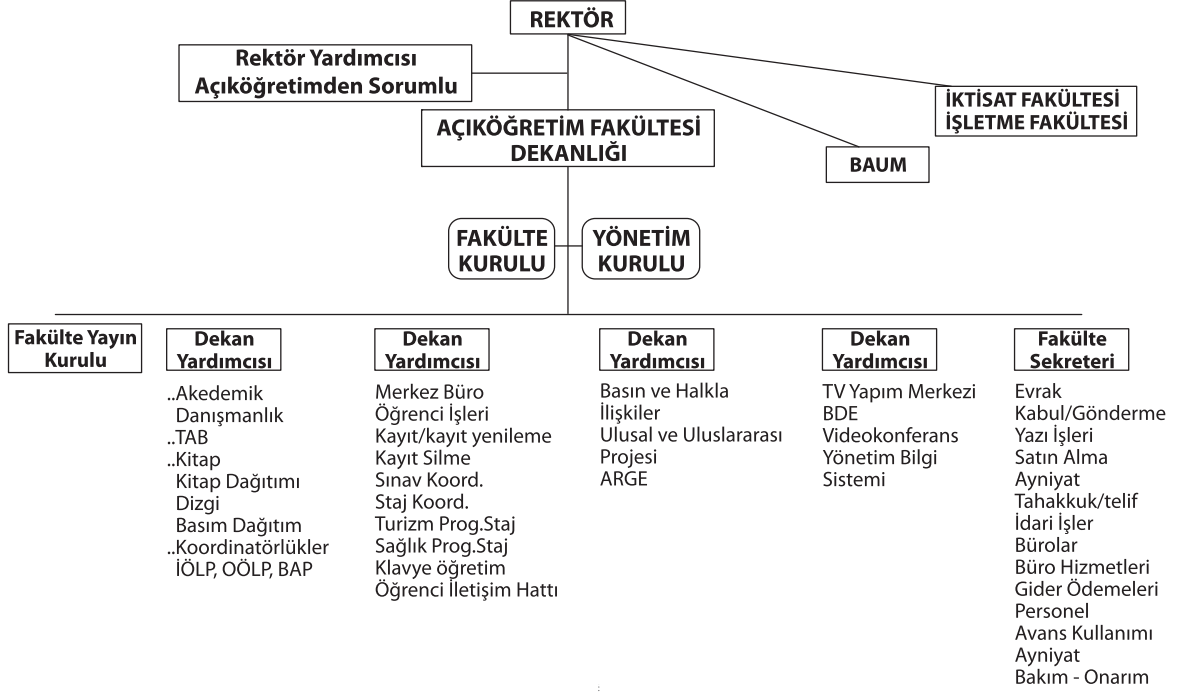 REKTÖR
Rektör Yardımcısı
Açıköğretimden Sorumlu
İKTİSAT FAKÜLTESİ
İŞLETME FAKÜLTESİ
AÇIKÖĞRETİM FAKÜLTESİ
DEKANLIĞI
BAUM
FAKÜLTE
KURULU
YÖNETİM
KURULU
Fakülte Yayın
Kurulu
Dekan
Yardımcısı
..Akedemik
Danışmanlık
..TAB
..Kitap
Kitap Dağıtımı
Dizgi
Basım Dağıtım
..Koordinatörlükler
İÖLP, OÖLP, BAP
Dekan
Yardımcısı
Merkez Büro
Öğrenci İşleri
Kayıt/kayıt yenileme
Kayıt Silme
Sınav Koord.
Staj Koord.
Turizm Prog.Staj
Sağlık Prog.Staj
Klavye öğretim
Öğrenci İletişim Hattı
Dekan
Yardımcısı
Basın ve Halkla
İlişkiler
Ulusal ve Uluslararası
Projesi
ARGE
Dekan
Yardımcısı
TV Yapım Merkezi
BDE
Videokonferans
Yönetim Bilgi
Sistemi
Fakülte
Sekreteri
Evrak
Kabul/Gönderme
Yazı İşleri
Satın Alma
Ayniyat
Tahakkuk/telif
İdari İşler
Bürolar
Büro Hizmetleri
Gider Ödemeleri
Personel
Avans Kullanımı
Ayniyat
Bakım - Onarım